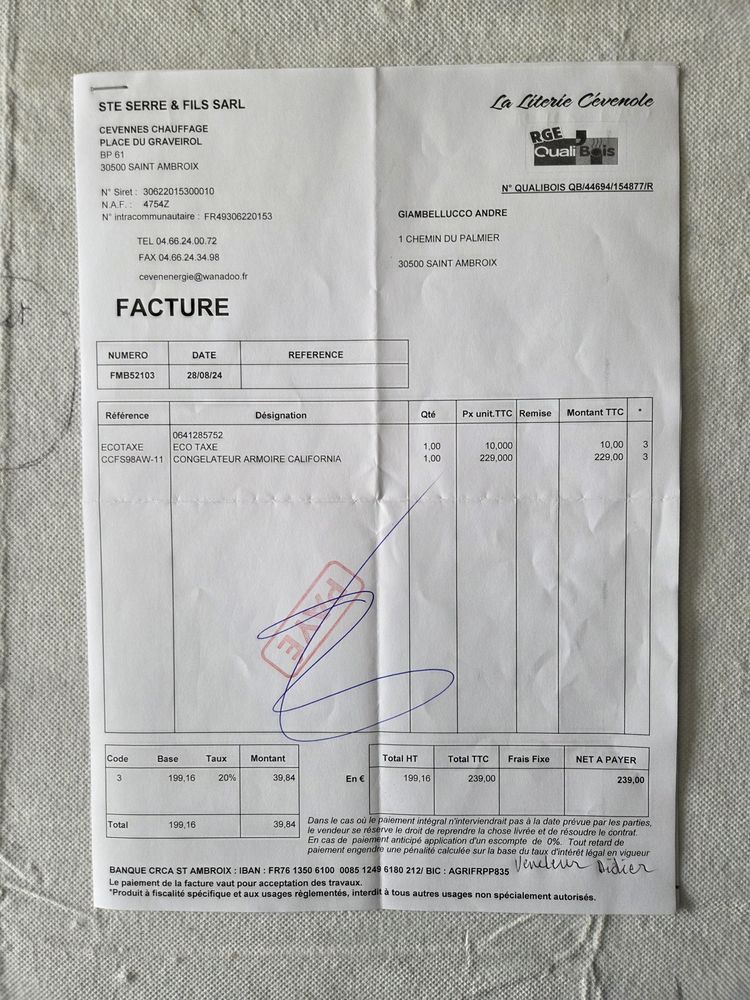 STE SERRE & FILS SARL
La Literie Cévenole
CEVENNES CHAUFFAGE
PLACE DU GRAVEIROL
BP 61
30500 SAINT AMBROIX
RGE
Quali Bois
N° QUALIBOIS QB/44694/154877/R
N° Siret : 30622015300010
N.A.F. : 4754Z
N° intracommunautaire : FR49306220153
GIAMBELLUCCO ANDRE
1 CHEMIN DU PALMIER
30500 SAINT AMBROIX
TEL 04.66.24.00.72
FAX 04.66.24.34.98
cevenenergie@wanadoo.fr
FACTURE
NUMERO DATE REFERENCE
FMB52103 28/08/24
Référence Désignation Qté Px unit.TTC Remise Montant TTC *
0641285752
ECOTAXE ECO TAXE 1,00 10,000 10,00 3
CCFS98AW-11 CONGELATEUR ARMOIRE CALIFORNIA 1,00 229,000 229,00 3
PAYE
Code Base Taux Montant
3 199,16 20% 39,84
Total 199,16 39,84
Total HT Total TTC Frais Fixe NET A PAYER
En € 199,16 239,00 239,00
Dans le cas où le paiement intégral n'interviendrait pas à la date prévue par les parties,
le vendeur se réserve le droit de reprendre la chose livrée et de résoudre le contrat.
En cas de paiement anticipé application d'un escompte de 0%. Tout retard de
paiement engendre une pénalité calculée sur la base du taux d'intérêt légal en vigueur
Vendeur Didier
BANQUE CRCA ST AMBROIX : IBAN : FR76 1350 6100 0085 1249 6180 212/ BIC : AGRIFRPP835
Le paiement de la facture vaut pour acceptation des travaux.
*Produit à fiscalité spécifique et aux usages règlementés, interdit à tous autres usages non spécialement autorisés.